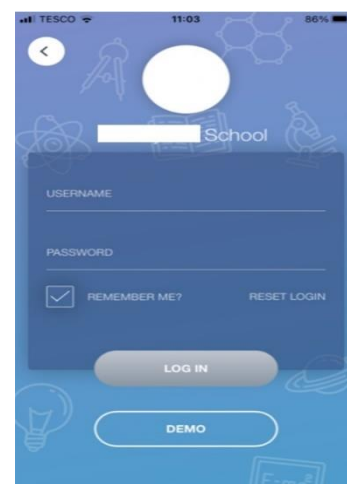 TESCO 11:03 86%
School
USERNAME
PASSWORD
REMEMBER ME? RESET LOGIN
LOG IN
DEMO